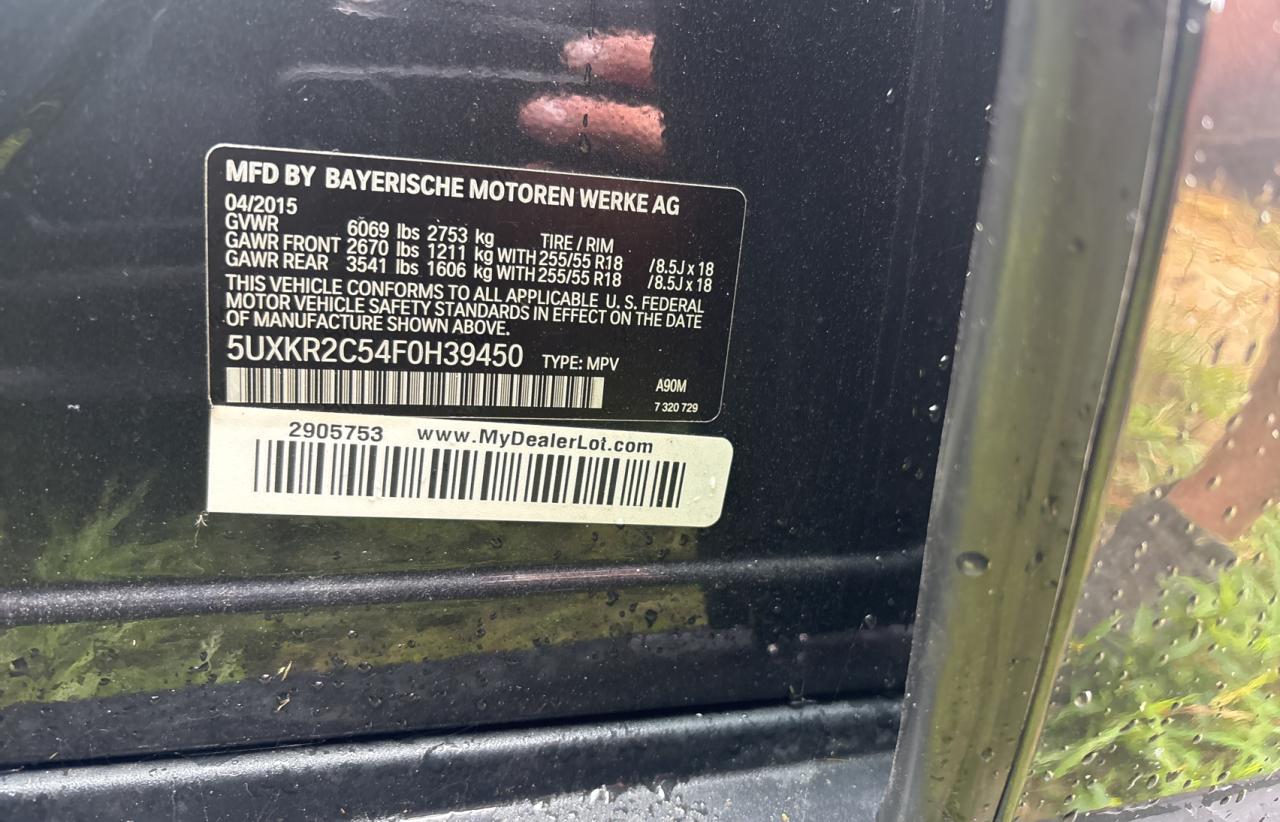 MFD BY BAYERISCHE MOTOREN WERKE AG
04/2015
GVWR 6069 lbs 2753 kg TIRE / RIM
GAWR FRONT 2670 lbs 1211 kg WITH 255/55 R18 /8.5J x 18
GAWR REAR 3541 lbs 1606 kg WITH 255/55 R18 /8.5J x 18
THIS VEHICLE CONFORMS TO ALL APPLICABLE U. S. FEDERAL
MOTOR VEHICLE SAFETY STANDARDS IN EFFECT ON THE DATE
OF MANUFACTURE SHOWN ABOVE.
5UXKR2C54F0H39450 TYPE: MPV
A90M
7 320 729
2905753 www.MyDealerLot.com